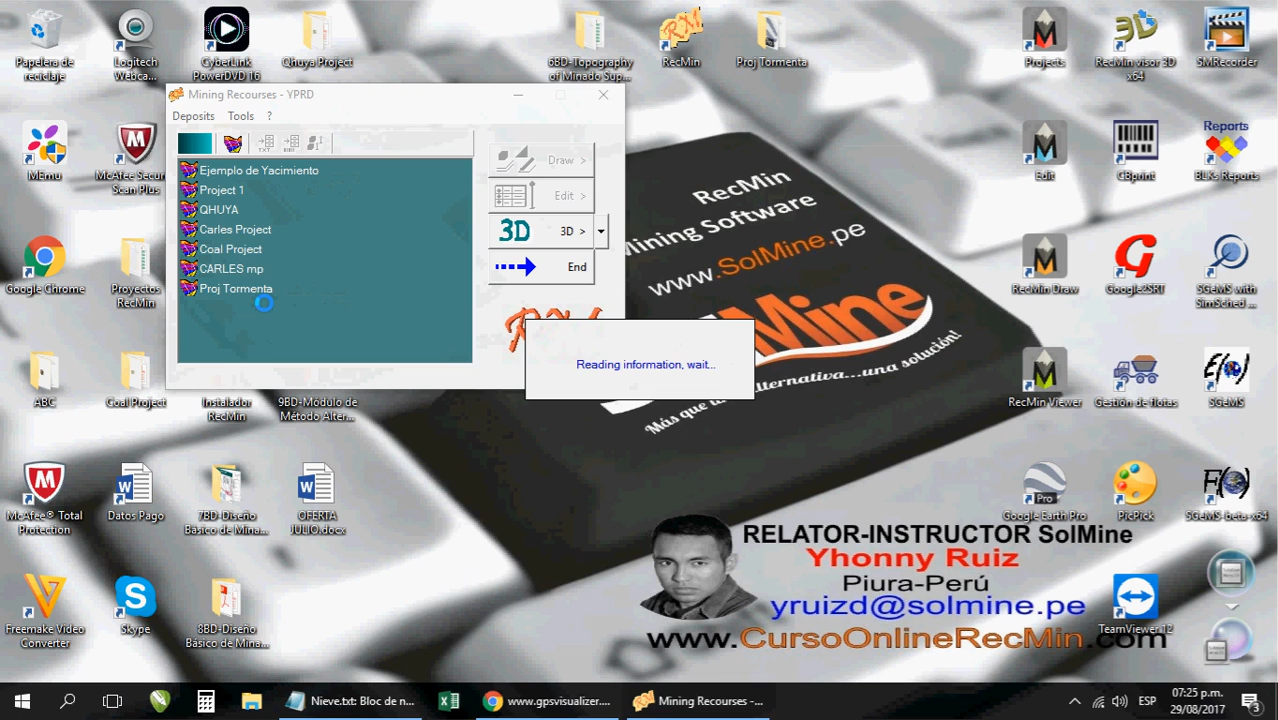 Papelera de
reciclaje
Logitech
Webca...
CyberLink
PowerDVD 16
Qhuya Project
6BD-Topography
of Minado Sup...
RecMin
Proj Tormenta
Projects
RecMin visor 3D
x64
SMRecorder
Mining Recourses - YPRD
Deposits Tools ?
Ejemplo de Yacimiento
Project 1
QHUYA
Carles Project
Coal Project
CARLES mp
Proj Tormenta
Draw >
Edit >
3D 3D >
End
Reading information, wait...
MEmu
McAfee Secur
Scan Plus
Edit
CBprint
Reports
BLKs Reports
Google Chrome
Proyectos
RecMin
RecMin Draw
Google2SRT
SGeMS with
SimSched ...
ABC
Coal Project
Instalador
RecMin
9BD-Módulo de
Método Alter...
RecMin Viewer
Gestión de flotas
SGeMS
McAfee® Total
Protection
Datos Pago
7BD-Diseño
Básico de Mina...
OFERTA
JULIO.docx
Google Earth Pro
PicPick
SGeMS-beta-x64
Freemake Video
Converter
Skype
8BD-Diseño
Básico de Mina...
TeamViewer 12
RecMin
Mining Software
www.SolMine.pe
Mine
Más que alternativa...una solución!
RELATOR-INSTRUCTOR SolMine
Yhonny Ruiz
Piura-Perú
yruizd@solmine.pe
www.CursoOnlineRecMin.com
Nieve.txt: Bloc de n...
www.gpsvisualizer....
Mining Recourses -...
ESP
07:25 p.m.
29/08/2017
3